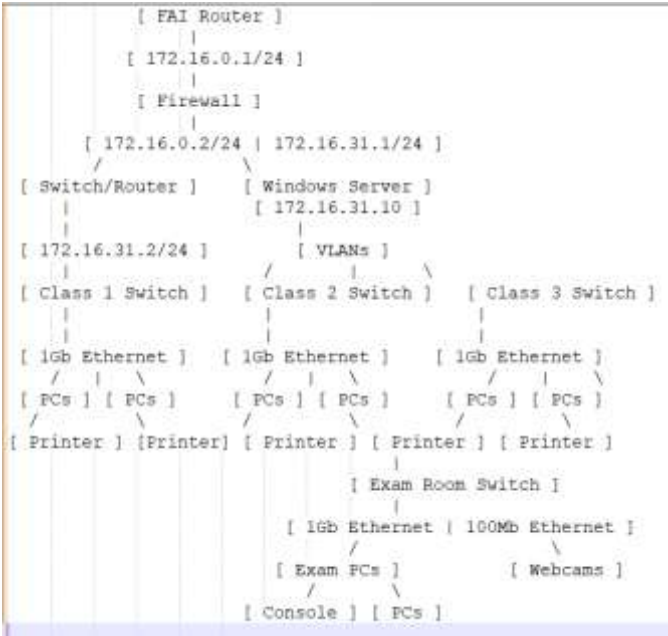 [ FAI Router ]
|
[ 172.16.0.1/24 ]
|
[ Firewall ]
|
[ 172.16.0.2/24 | 172.16.31.1/24 ]
/ \
[ Switch/Router ] [ Windows Server ]
| [ 172.16.31.10 ]
| |
[ 172.16.31.2/24 ] [ VLANs ]
| / | \
[ Class 1 Switch ] [ Class 2 Switch ] [ Class 3 Switch ]
| | |
| | |
[ 1Gb Ethernet ] [ 1Gb Ethernet ] [ 1Gb Ethernet ]
/ | \ / | \ / | \
[ PCs ] [ PCs ] [ PCs ] [ PCs ] [ PCs ] [ PCs ]
/ \ / \ / \
[ Printer ] [Printer] [ Printer ] [ Printer ] [ Printer ]
|
[ Exam Room Switch ]
|
[ 1Gb Ethernet | 100Mb Ethernet ]
/ \
[ Exam PCs ] [ Webcams ]
/ \
[ Console ] [ PCs ]